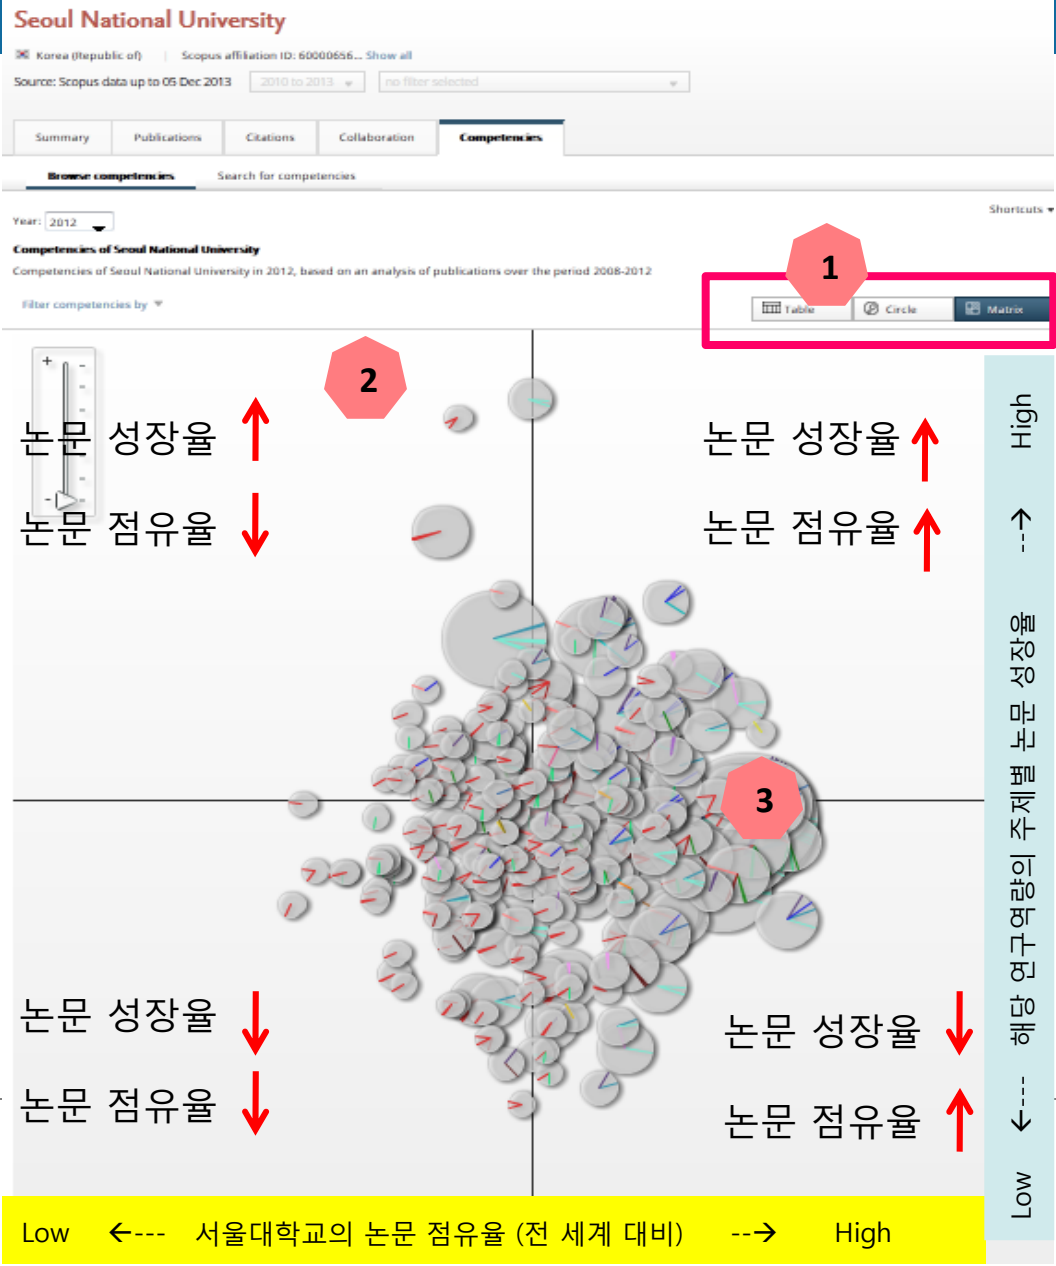 Seoul National University
Korea (Republic of) Scopus affiliation ID: 60000656... Show all
Source: Scopus data up to 05 Dec 2013 2010 to 2013 no filter selected
Summary Publications Citations Collaboration Competencies
Browse competencies Search for competencies
Shortcuts
Year: 2012
Competencies of Seoul National University
Competencies of Seoul National University in 2012, based on an analysis of publications over the period 2008-2012
1
Filter competencies by
Table Circle Matrix
2
+
-
논문 성장율 ↑
논문 점유율 ↓
논문 성장율 ↑
논문 점유율 ↑
3
논문 성장율 ↓
논문 점유율 ↓
논문 성장율 ↓
논문 점유율 ↑
Low ←--- 해당 연구역량의 주제별 논문 성장율 --→ High
Low ←--- 서울대학교의 논문 점유율 (전 세계 대비) --→ High